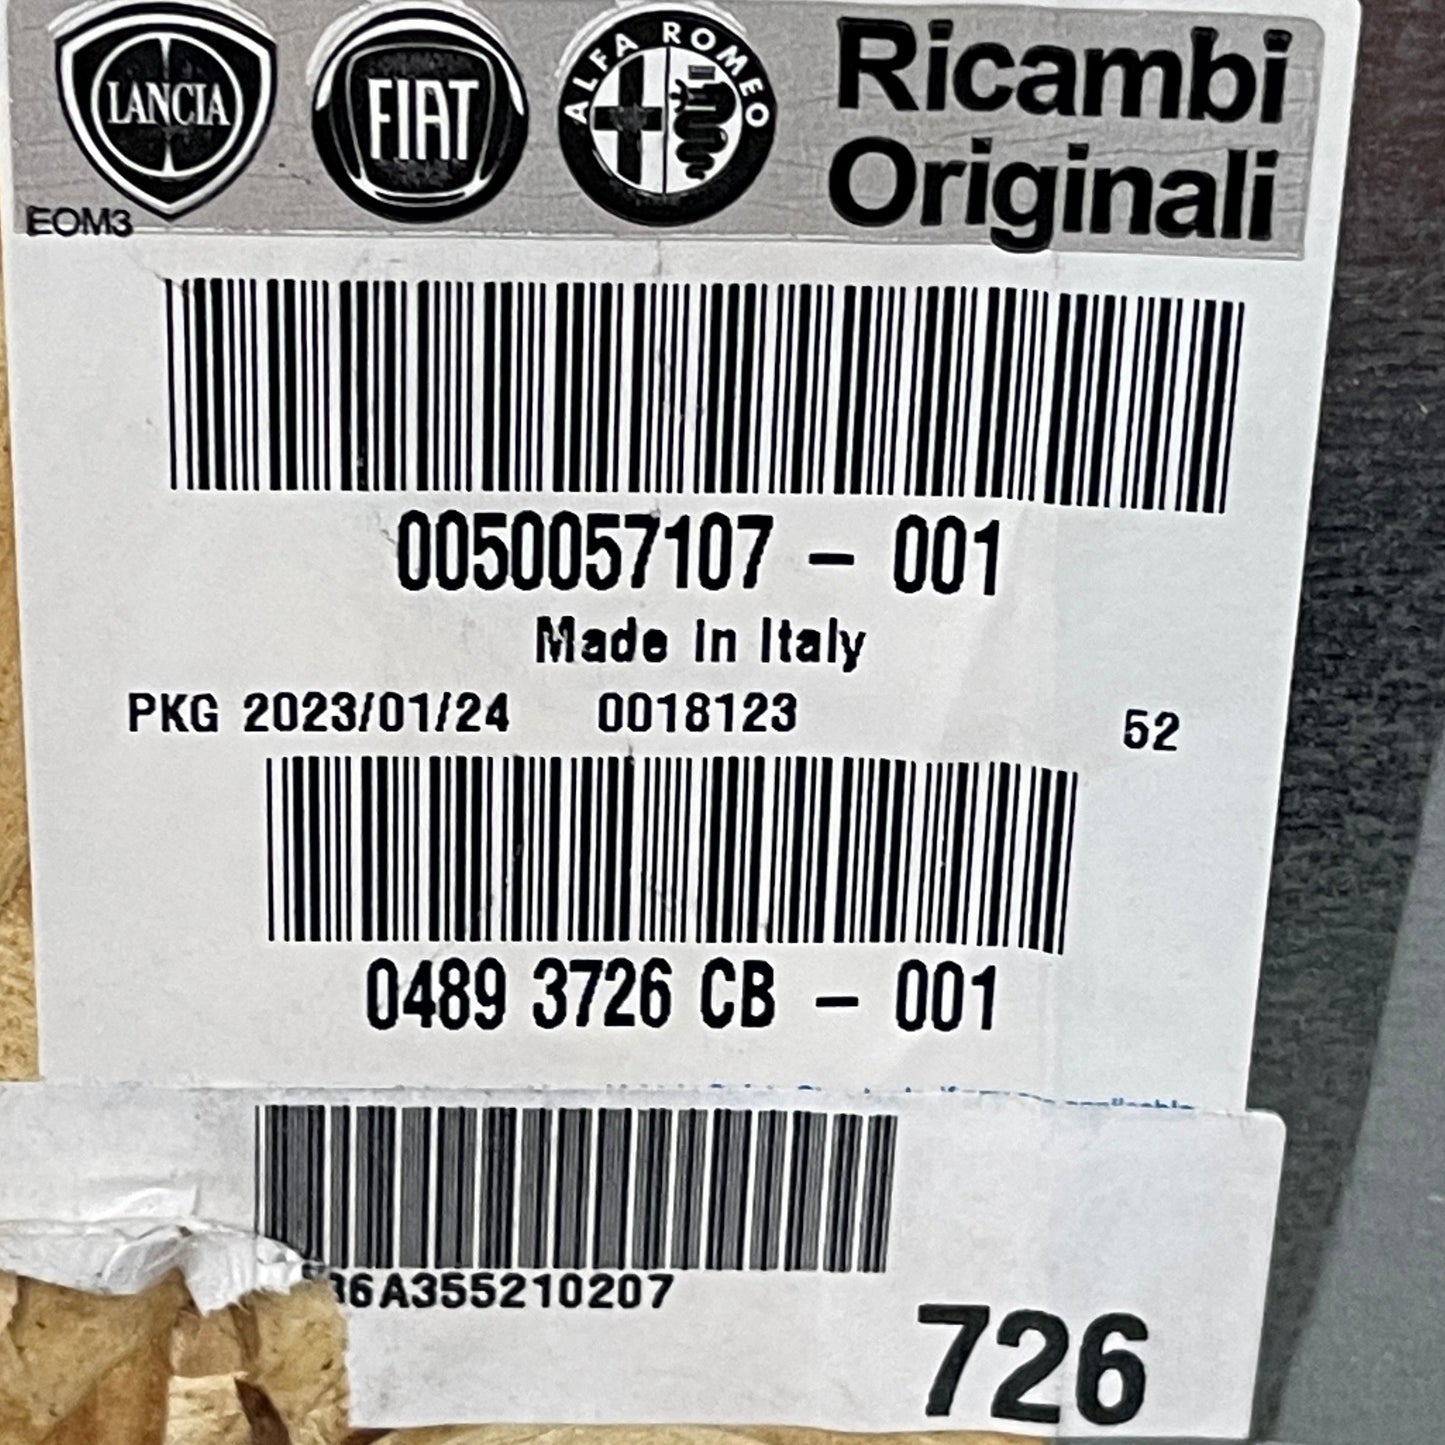 LANCIA
FIAT
ALFA ROMEO
Ricambi
Originali
EOM3
0050057107 - 001
Made in Italy
PKG 2023/01/24 0018123 52
0489 3726 CB - 001
36A355210207
726